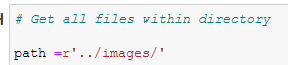 # Get all files within directory
path =r'../images/'